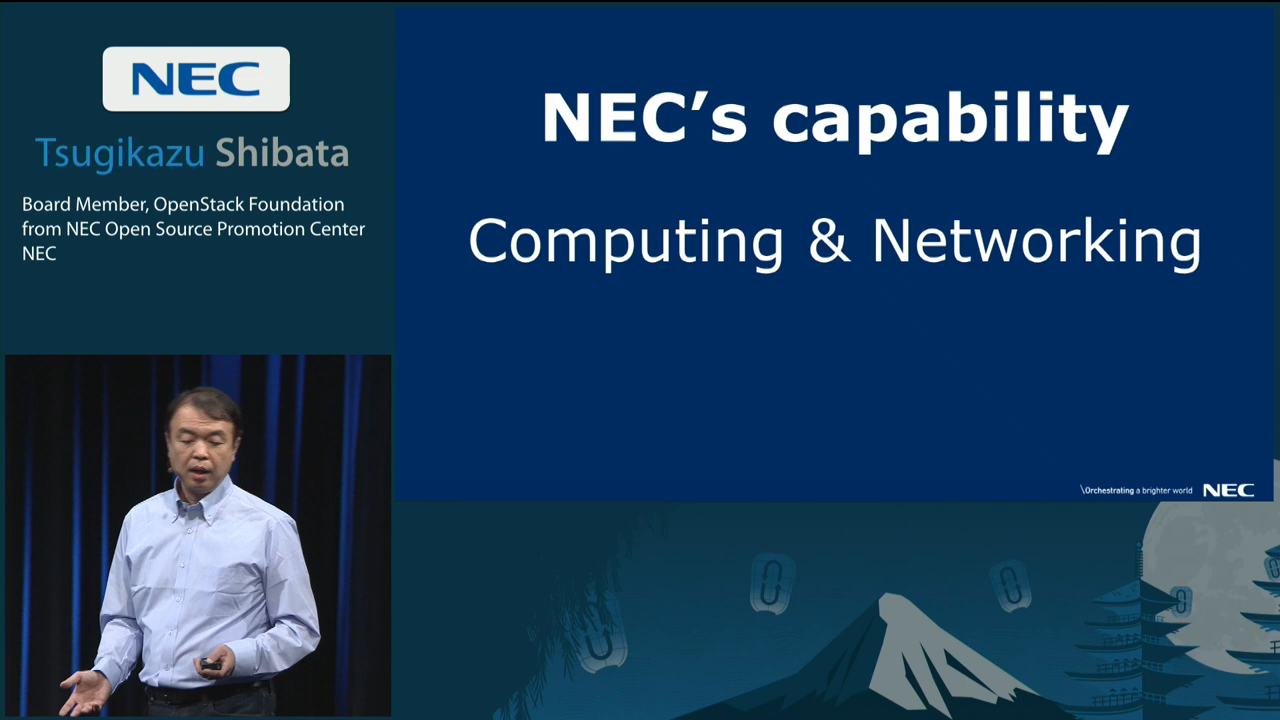 NEC
Tsugikazu Shibata
Board Member, OpenStack Foundation
from NEC Open Source Promotion Center
NEC
NEC's capability
Computing & Networking
\Orchestrating a brighter world NEC